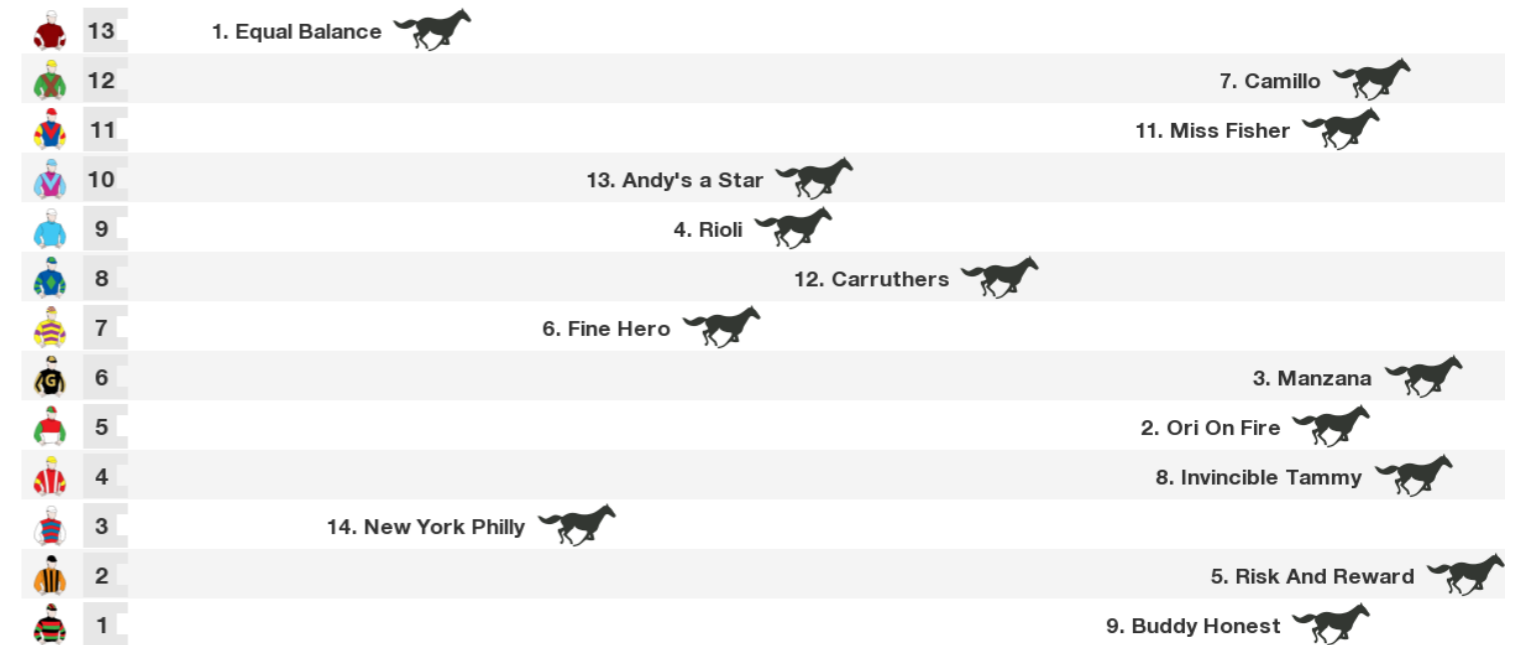 13 1. Equal Balance
12 7. Camillo
11 11. Miss Fisher
10 13. Andy's a Star
9 4. Rioli
8 12. Carruthers
7 6. Fine Hero
6 3. Manzana
G
5 2. Ori On Fire
4 8. Invincible Tammy
3 14. New York Philly
2 5. Risk And Reward
1 9. Buddy Honest